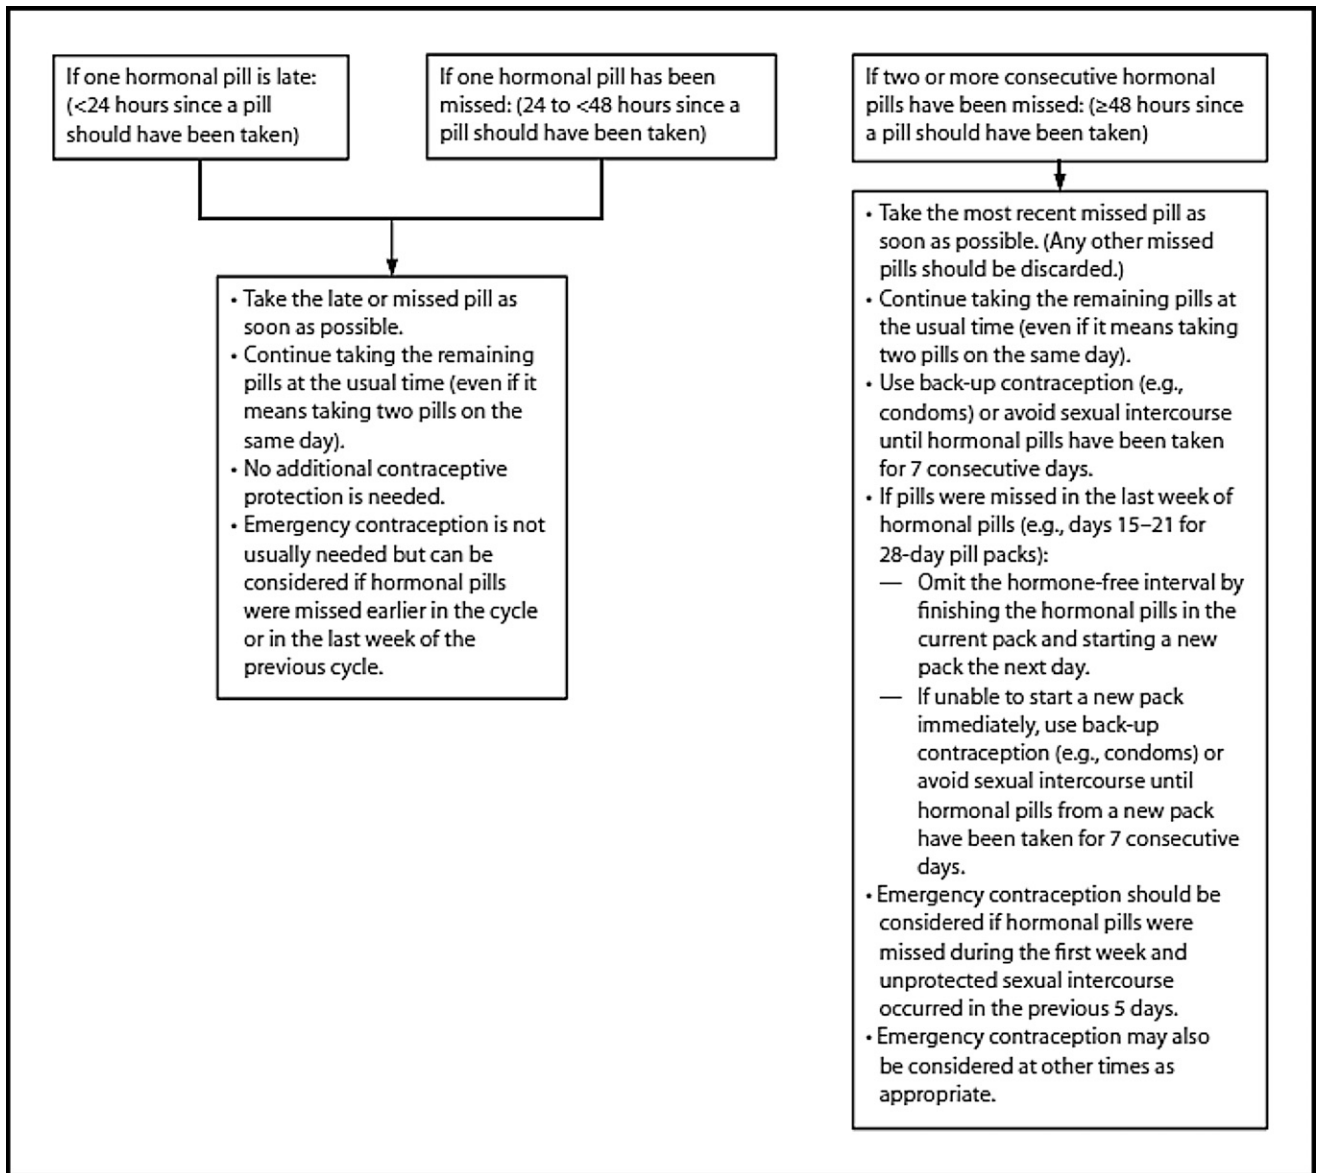 If one hormonal pill is late:
(<24 hours since a pill
should have been taken)
If one hormonal pill has been
missed: (24 to <48 hours since a
pill should have been taken)
• Take the late or missed pill as
soon as possible.
• Continue taking the remaining
pills at the usual time (even if it
means taking two pills on the
same day).
• No additional contraceptive
protection is needed.
• Emergency contraception is not
usually needed but can be
considered if hormonal pills
were missed earlier in the cycle
or in the last week of the
previous cycle.
If two or more consecutive hormonal
pills have been missed: (≥48 hours since
a pill should have been taken)
• Take the most recent missed pill as
soon as possible. (Any other missed
pills should be discarded.)
• Continue taking the remaining pills at
the usual time (even if it means taking
two pills on the same day).
• Use back-up contraception (e.g.,
condoms) or avoid sexual intercourse
until hormonal pills have been taken
for 7 consecutive days.
• If pills were missed in the last week of
hormonal pills (e.g., days 15–21 for
28-day pill packs):
— Omit the hormone-free interval by
finishing the hormonal pills in the
current pack and starting a new
pack the next day.
— If unable to start a new pack
immediately, use back-up
contraception (e.g., condoms) or
avoid sexual intercourse until
hormonal pills from a new pack
have been taken for 7 consecutive
days.
• Emergency contraception should be
considered if hormonal pills were
missed during the first week and
unprotected sexual intercourse
occurred in the previous 5 days.
• Emergency contraception may also
be considered at other times as
appropriate.